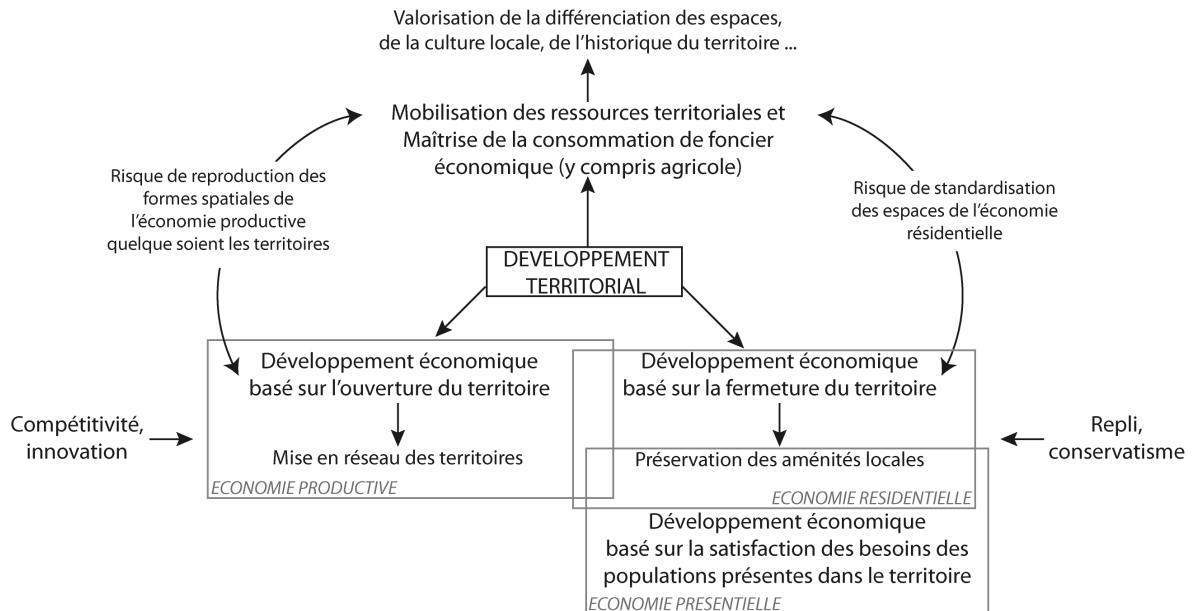 Valorisation de la différenciation des espaces,
de la culture locale, de l'historique du territoire ...
Mobilisation des ressources territoriales et
Maîtrise de la consommation de foncier
économique (y compris agricole)
Risque de reproduction des
formes spatiales de
l'économie productive
quelque soient les territoires
Risque de standardisation
des espaces de l'économie
résidentielle
DEVELOPPEMENT
TERRITORIAL
Développement économique
basé sur l'ouverture du territoire
Mise en réseau des territoires
ECONOMIE PRODUCTIVE
Développement économique
basé sur la fermeture du territoire
Préservation des aménités locales
ECONOMIE RESIDENTIELLE
Compétitivité,
innovation
Repli,
conservatisme
Développement économique
basé sur la satisfaction des besoins des
populations présentes dans le territoire
ECONOMIE PRESENTIELLE